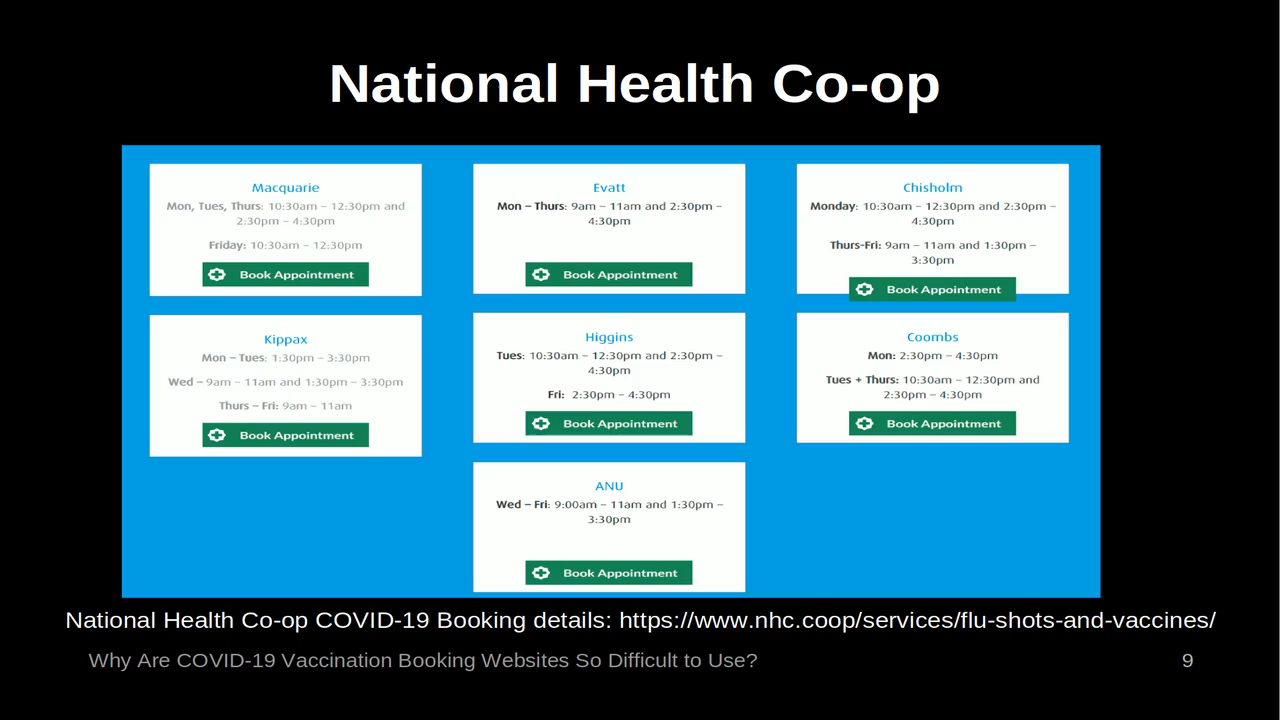 National Health Co-op
Macquarie
Mon, Tues, Thurs: 10:30am – 12:30pm and
2:30pm – 4:30pm
Friday: 10:30am – 12:30pm
Book Appointment
Evatt
Mon – Thurs: 9am – 11am and 2:30pm –
4:30pm
Book Appointment
Chisholm
Monday: 10:30am – 12:30pm and 2:30pm –
4:30pm
Thurs-Fri: 9am – 11am and 1:30pm –
3:30pm
Book Appointment
Kippax
Mon – Tues: 1:30pm – 3:30pm
Wed – 9am – 11am and 1:30pm – 3:30pm
Thurs – Fri: 9am – 11am
Book Appointment
Higgins
Tues: 10:30am – 12:30pm and 2:30pm –
4:30pm
Fri: 2:30pm – 4:30pm
Book Appointment
Coombs
Mon: 2:30pm – 4:30pm
Tues + Thurs: 10:30am – 12:30pm and
2:30pm – 4:30pm
Book Appointment
ANU
Wed – Fri: 9:00am – 11am and 1:30pm –
3:30pm
Book Appointment
National Health Co-op COVID-19 Booking details: https://www.nhc.coop/services/flu-shots-and-vaccines/
Why Are COVID-19 Vaccination Booking Websites So Difficult to Use?
9